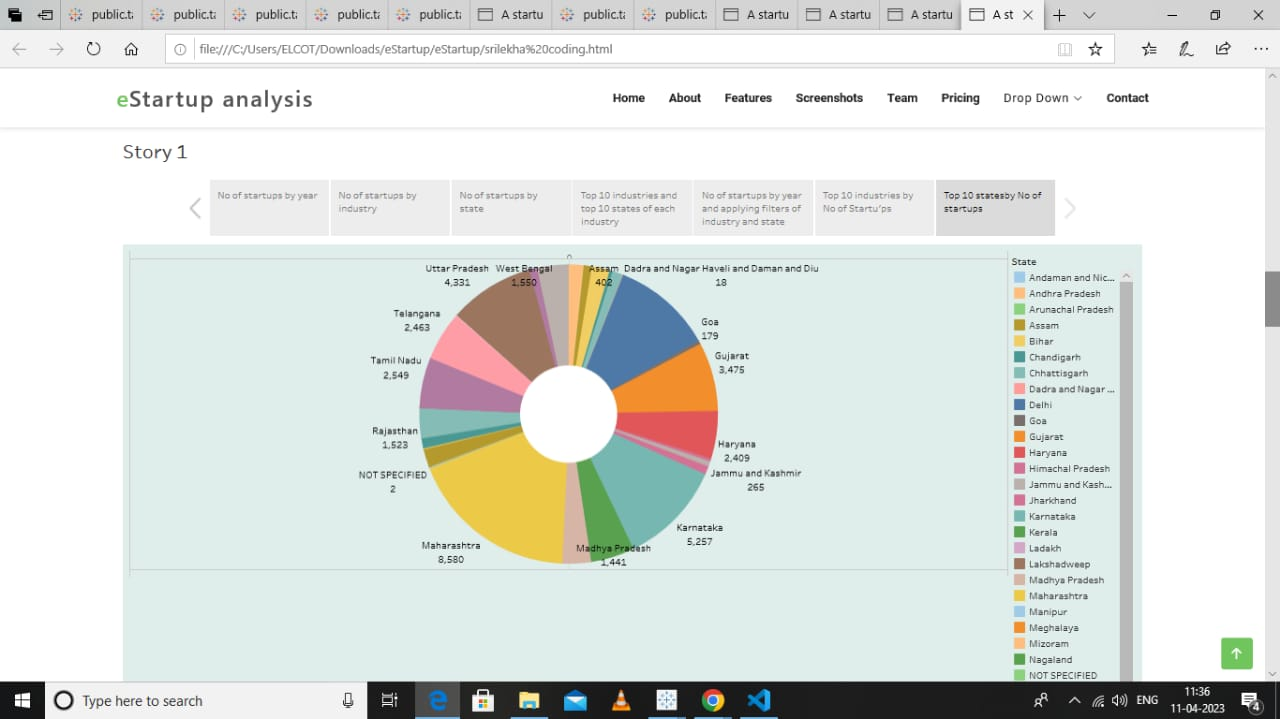 public.ta
public.ta
public.ta
public.ta
public.ta
A startu
public.ta
public.ta
A startu
A startu
A startu
A st
file:///C:/Users/ELCOT/Downloads/eStartup/eStartup/srilekha%20coding.html
eStartup analysis
Home
About
Features
Screenshots
Team
Pricing
Drop Down
Contact
Story 1
No of startups by year
No of startups by
industry
No of startups by
state
Top 10 industries and
top 10 states of each
industry
No of startups by year
and applying filters of
industry and state
Top 10 industries by
No of Startu'ps
Top 10 statesby No of
startups
Uttar Pradesh
4,331
West Bengal
1,550
Assam
402
Dadra and Nagar Haveli and Daman and Diu
18
Telangana
2,463
Goa
179
Tamil Nadu
2,549
Gujarat
3,475
Rajasthan
1,523
Haryana
2,409
NOT SPECIFIED
2
Jammu and Kashmir
265
Karnataka
5,257
Maharashtra
8,580
Madhya Pradesh
1,441
State
Andaman and Nic...
Andhra Pradesh
Arunachal Pradesh
Assam
Bihar
Chandigarh
Chhattisgarh
Dadra and Nagar ...
Delhi
Goa
Gujarat
Haryana
Himachal Pradesh
Jammu and Kash...
Jharkhand
Karnataka
Kerala
Ladakh
Lakshadweep
Madhya Pradesh
Maharashtra
Manipur
Meghalaya
Mizoram
Nagaland
NOT SPECIFIED
Type here to search
ENG
11:36
11-04-2023
4